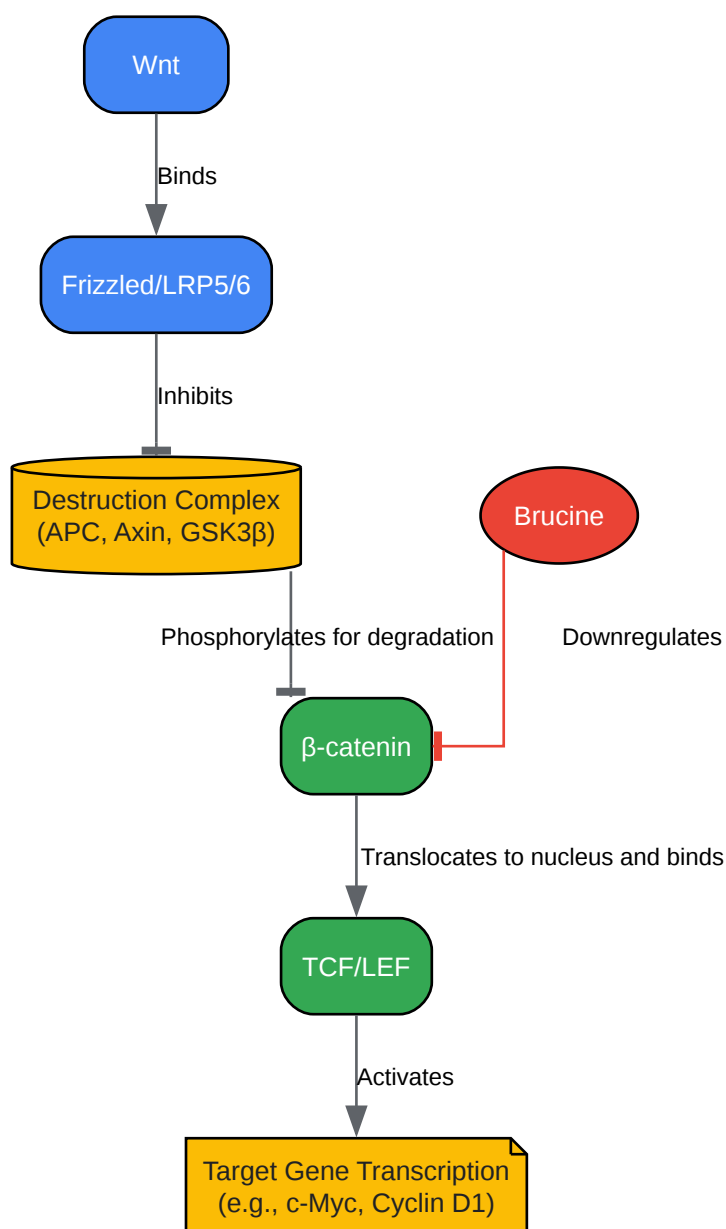 Wnt
Binds
Frizzled/LRP5/6
Inhibits
Destruction Complex
(APC, Axin, GSK3β)
Brucine
Phosphorylates for degradation
Downregulates
β-catenin
Translocates to nucleus and binds
TCF/LEF
Activates
Target Gene Transcription
(e.g., c-Myc, Cyclin D1)